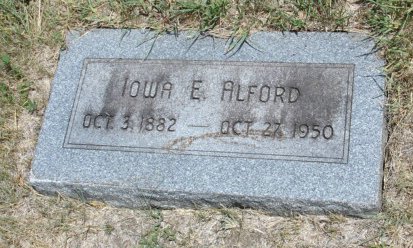 IOWA E. ALFORD
OCT. 3, 1882 — OCT. 27, 1950